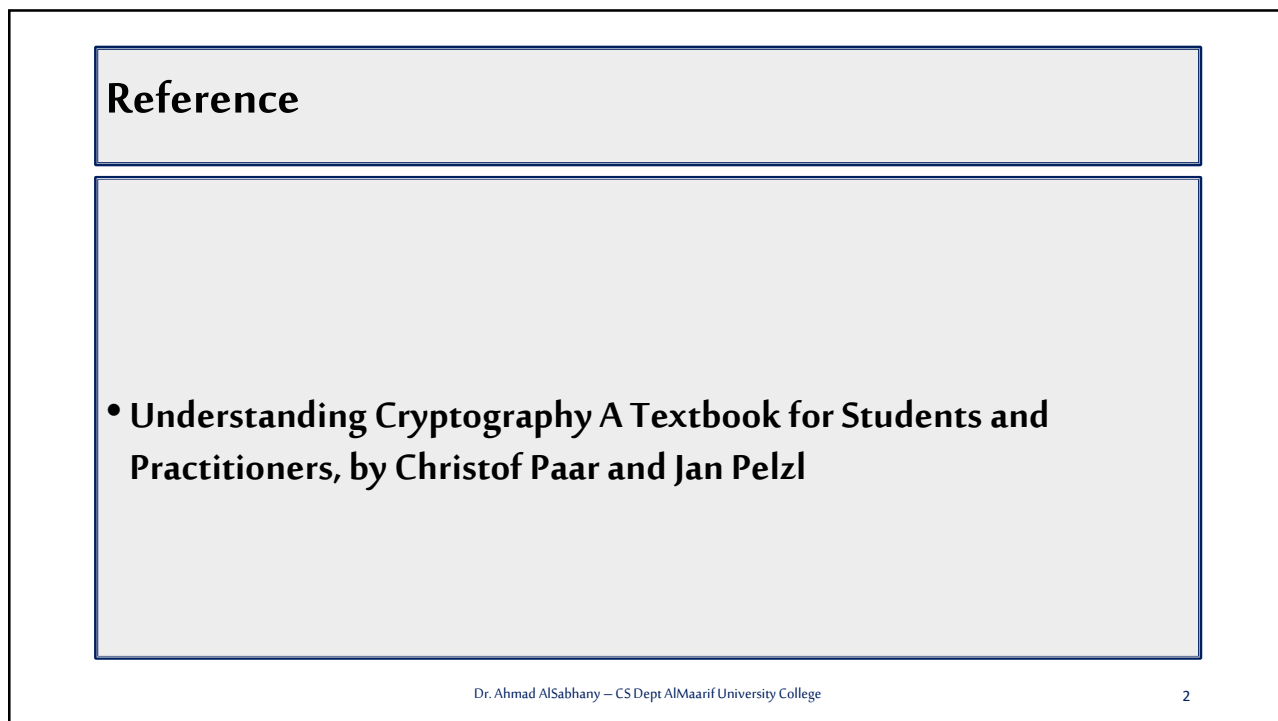 Reference
• Understanding Cryptography A Textbook for Students and
Practitioners, by Christof Paar and Jan Pelzl
Dr. Ahmad AlSabhany – CS Dept AlMaarif University College
2